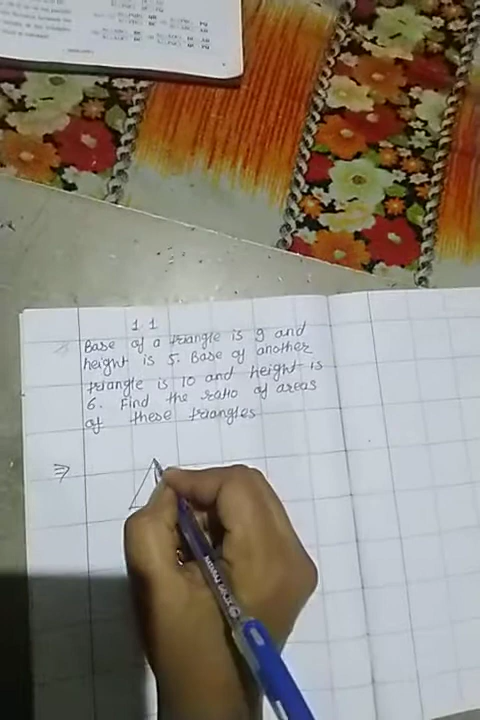 1 1
Base of a triangle is 9 and
height is 5. Base of another
triangle is 10 and height is
6. Find the ratio of areas
of these triangles
⇒